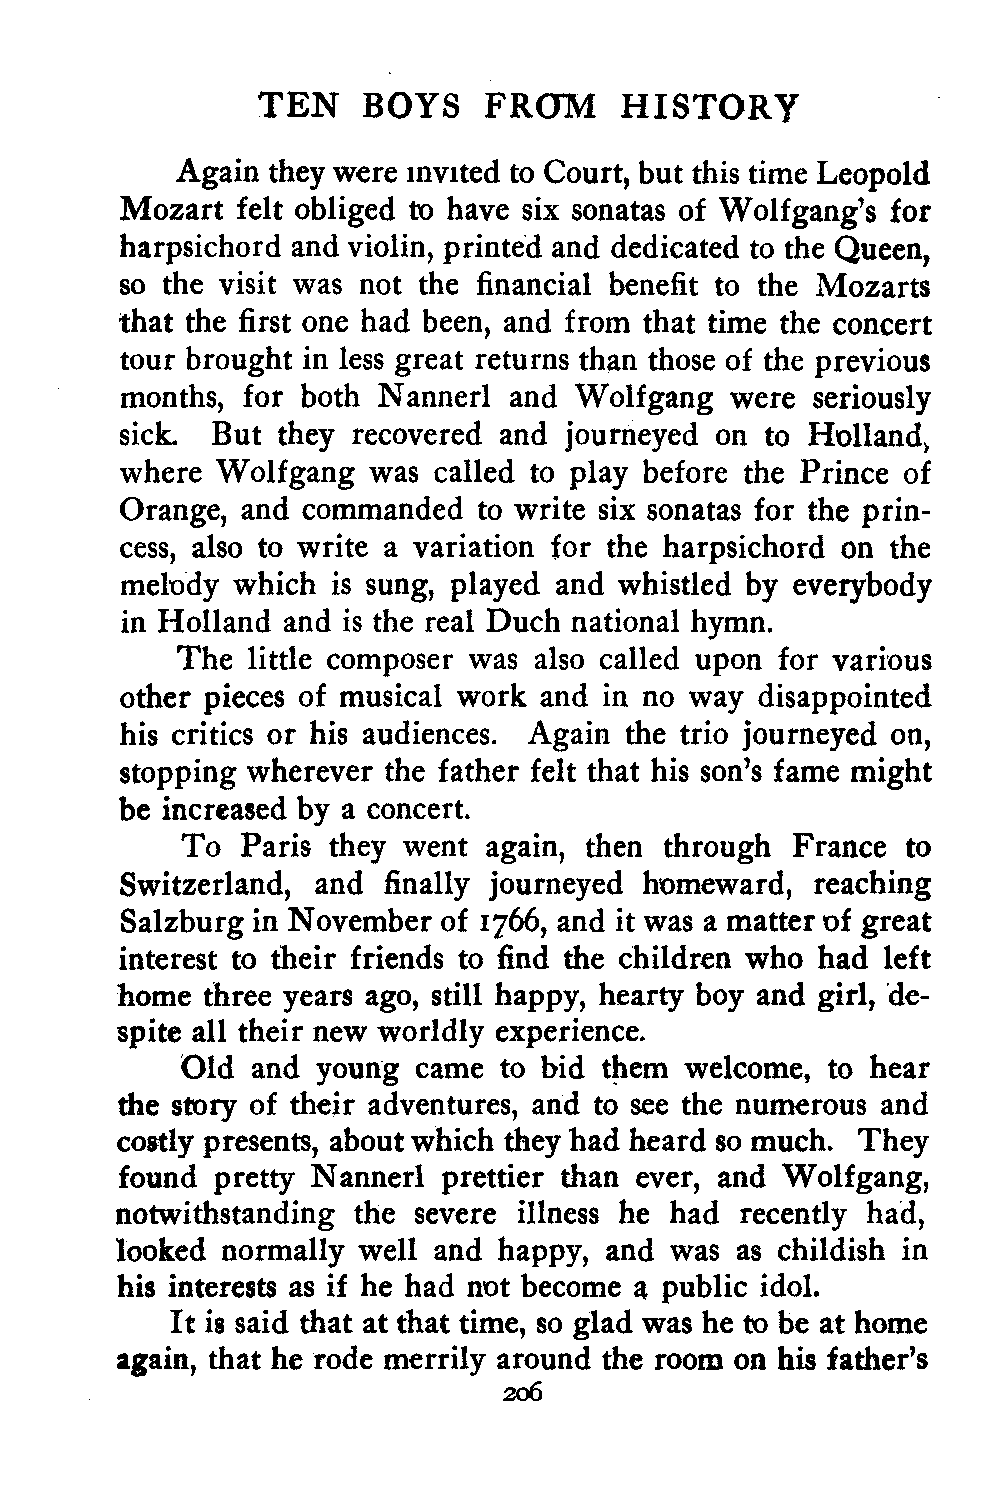 TEN BOYS FROM HISTORY
Again they were invited to Court, but this time Leopold
Mozart felt obliged to have six sonatas of Wolfgang's for
harpsichord and violin, printed and dedicated to the Queen,
so the visit was not the financial benefit to the Mozarts
that the first one had been, and from that time the concert
tour brought in less great returns than those of the previous
months, for both Nannerl and Wolfgang were seriously
sick. But they recovered and journeyed on to Holland,
where Wolfgang was called to play before the Prince of
Orange, and commanded to write six sonatas for the prin-
cess, also to write a variation for the harpsichord on the
melody which is sung, played and whistled by everybody
in Holland and is the real Duch national hymn.
The little composer was also called upon for various
other pieces of musical work and in no way disappointed
his critics or his audiences. Again the trio journeyed on,
stopping wherever the father felt that his son's fame might
be increased by a concert.
To Paris they went again, then through France to
Switzerland, and finally journeyed homeward, reaching
Salzburg in November of 1766, and it was a matter of great
interest to their friends to find the children who had left
home three years ago, still happy, hearty boy and girl, de-
spite all their new worldly experience.
Old and young came to bid them welcome, to hear
the story of their adventures, and to see the numerous and
costly presents, about which they had heard so much. They
found pretty Nannerl prettier than ever, and Wolfgang,
notwithstanding the severe illness he had recently had,
looked normally well and happy, and was as childish in
his interests as if he had not become a public idol.
It is said that at that time, so glad was he to be at home
again, that he rode merrily around the room on his father's
206